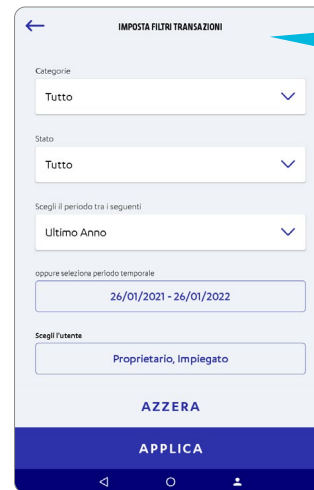 IMPOSTA FILTRI TRANSAZIONI
Categorie
Tutto
Stato
Tutto
Scegli il periodo tra i seguenti
Ultimo Anno
oppure seleziona periodo temporale
26/01/2021 - 26/01/2022
Scegli l'utente
Proprietario, Impiegato
AZZERA
APPLICA